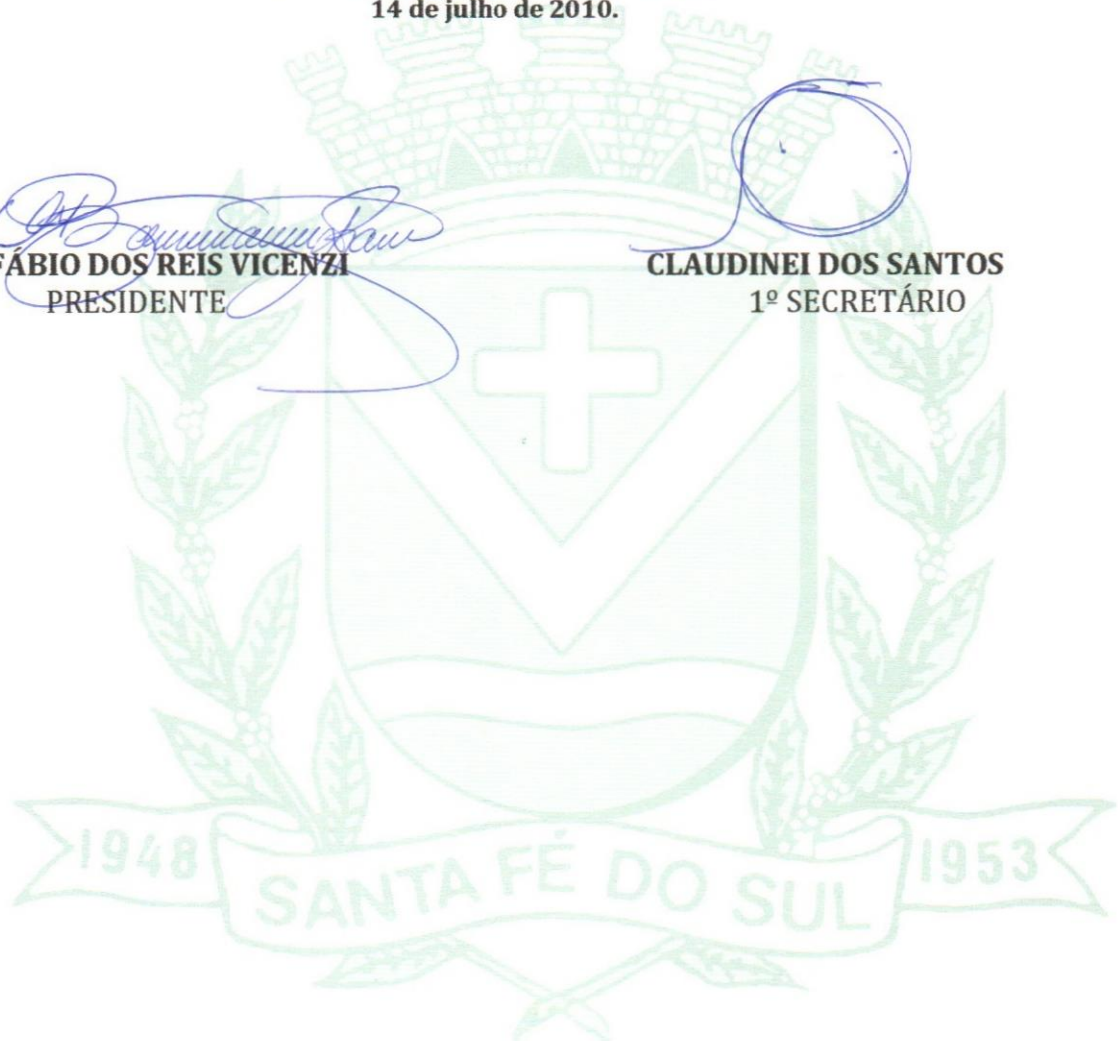 14 de julho de 2010.
FÁBIO DOS REIS VICENZI
PRESIDENTE
CLAUDINEI DOS SANTOS
1º SECRETÁRIO
1948
SANTA FÉ DO SUL
1953